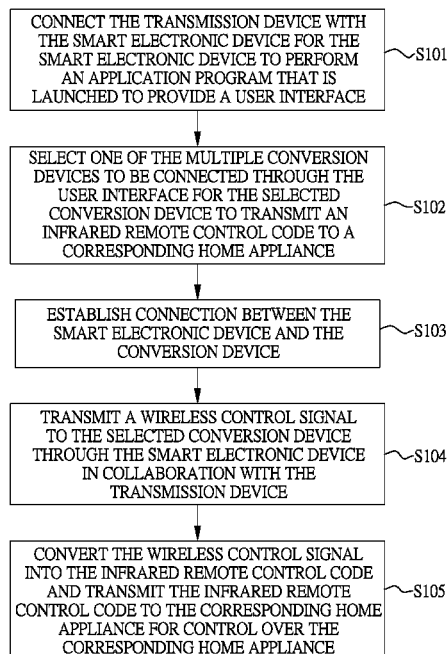 CONNECT THE TRANSMISSION DEVICE WITH
THE SMART ELECTRONIC DEVICE FOR THE
SMART ELECTRONIC DEVICE TO PERFORM
AN APPLICATION PROGRAM THAT IS
LAUNCHED TO PROVIDE A USER INTERFACE
S101
SELECT ONE OF THE MULTIPLE CONVERSION
DEVICES TO BE CONNECTED THROUGH THE
USER INTERFACE FOR THE SELECTED
CONVERSION DEVICE TO TRANSMIT AN
INFRARED REMOTE CONTROL CODE TO A
CORRESPONDING HOME APPLIANCE
S102
ESTABLISH CONNECTION BETWEEN THE
SMART ELECTRONIC DEVICE AND THE
CONVERSION DEVICE
S103
TRANSMIT A WIRELESS CONTROL SIGNAL
TO THE SELECTED CONVERSION DEVICE
THROUGH THE SMART ELECTRONIC DEVICE
IN COLLABORATION WITH THE
TRANSMISSION DEVICE
S104
CONVERT THE WIRELESS CONTROL SIGNAL
INTO THE INFRARED REMOTE CONTROL CODE
AND TRANSMIT THE INFRARED REMOTE
CONTROL CODE TO THE CORRESPONDING HOME
APPLIANCE FOR CONTROL OVER THE
CORRESPONDING HOME APPLIANCE
S105